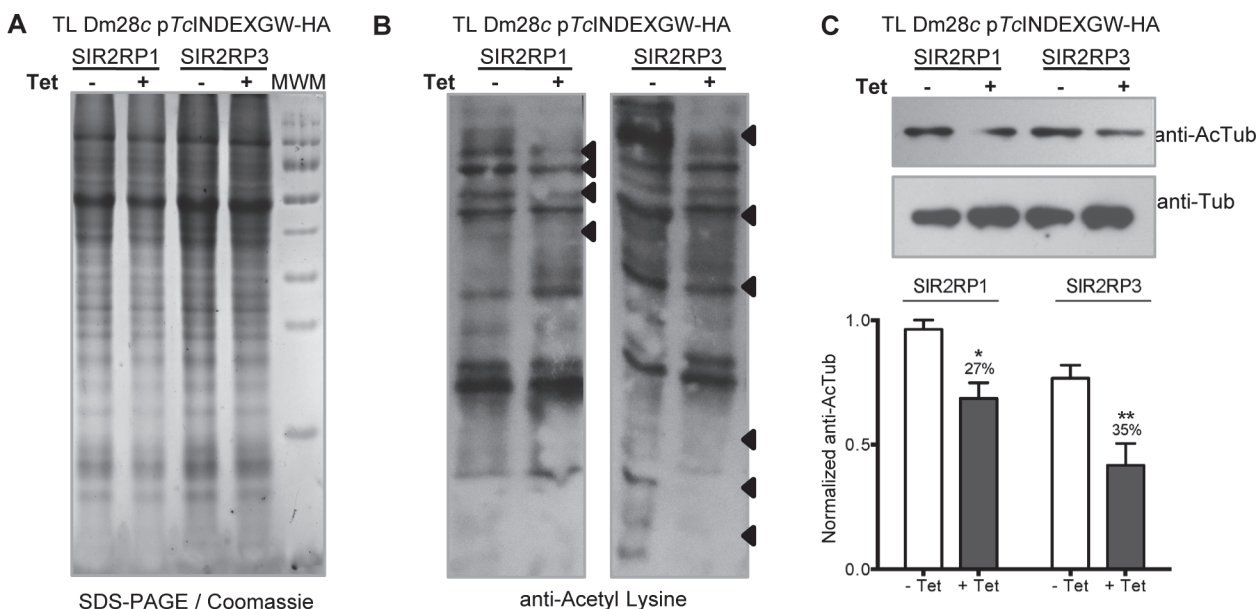 A
TL Dm28c pTcINDEXGW-HA
SIR2RP1 SIR2RP3
Tet - + - + MWM
SDS-PAGE / Coomassie
B
TL Dm28c pTcINDEXGW-HA
SIR2RP1 SIR2RP3
Tet - + - +
anti-Acetyl Lysine
C
TL Dm28c pTcINDEXGW-HA
SIR2RP1 SIR2RP3
Tet - + - +
anti-AcTub
anti-Tub
SIR2RP1 SIR2RP3
Normalized anti-AcTub
1.0
0.5
0.0
*
27%
**
35%
- Tet + Tet - Tet + Tet